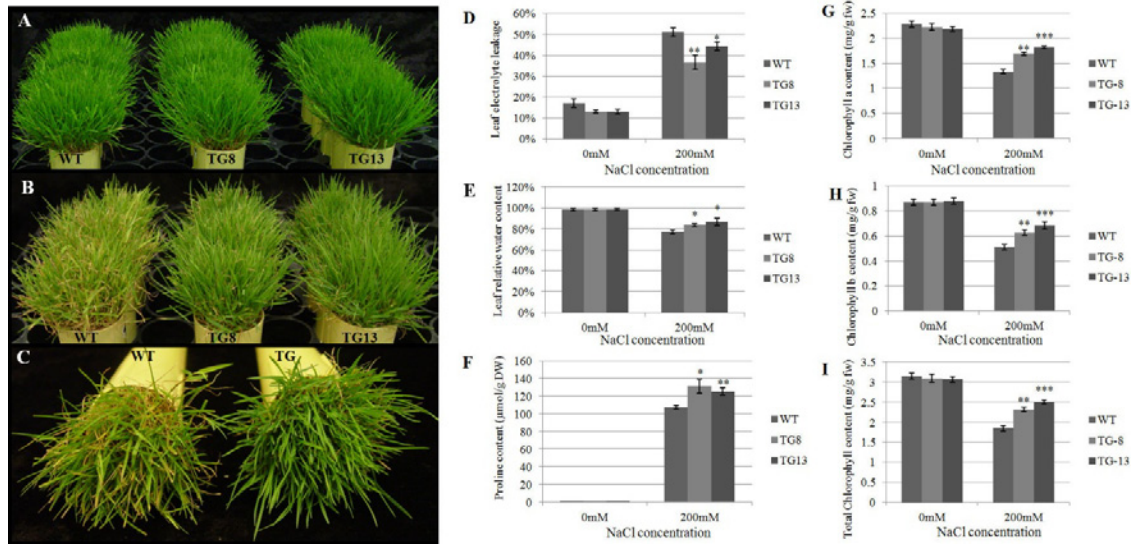 A
WT
TG8
TG13
B
WT
TG8
TG13
C
WT
TG
D
Leaf electrolyte leakage
60%
50%
40%
30%
20%
10%
0%
**
*
0mM
200mM
NaCl concentration
WT
TG8
TG13
E
Leaf relative water content
120%
100%
80%
60%
40%
20%
0%
*
*
0mM
200mM
NaCl concentration
WT
TG8
TG13
F
Proline content (µmol/g DW)
160
140
120
100
80
60
40
20
0
*
**
0mM
200mM
NaCl concentration
WT
TG8
TG13
G
Chlorophyll a content (mg/g fw)
2.5
2
1.5
1
0.5
0
**
***
0mM
200mM
NaCl concentration
WT
TG-8
TG-13
H
Chlorophyll b content (mg/g fw)
1
0.8
0.6
0.4
0.2
0
**
***
0mM
200mM
NaCl concentration
WT
TG-8
TG-13
I
Total Chlorophyll content (mg/g fw)
3.5
3
2.5
2
1.5
1
0.5
0
**
***
0mM
200mM
NaCl concentration
WT
TG-8
TG-13